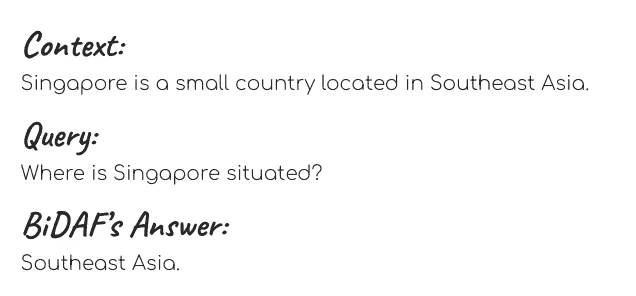 Context:
Singapore is a small country located in Southeast Asia.
Query:
Where is Singapore situated?
BiDAF's Answer:
Southeast Asia.